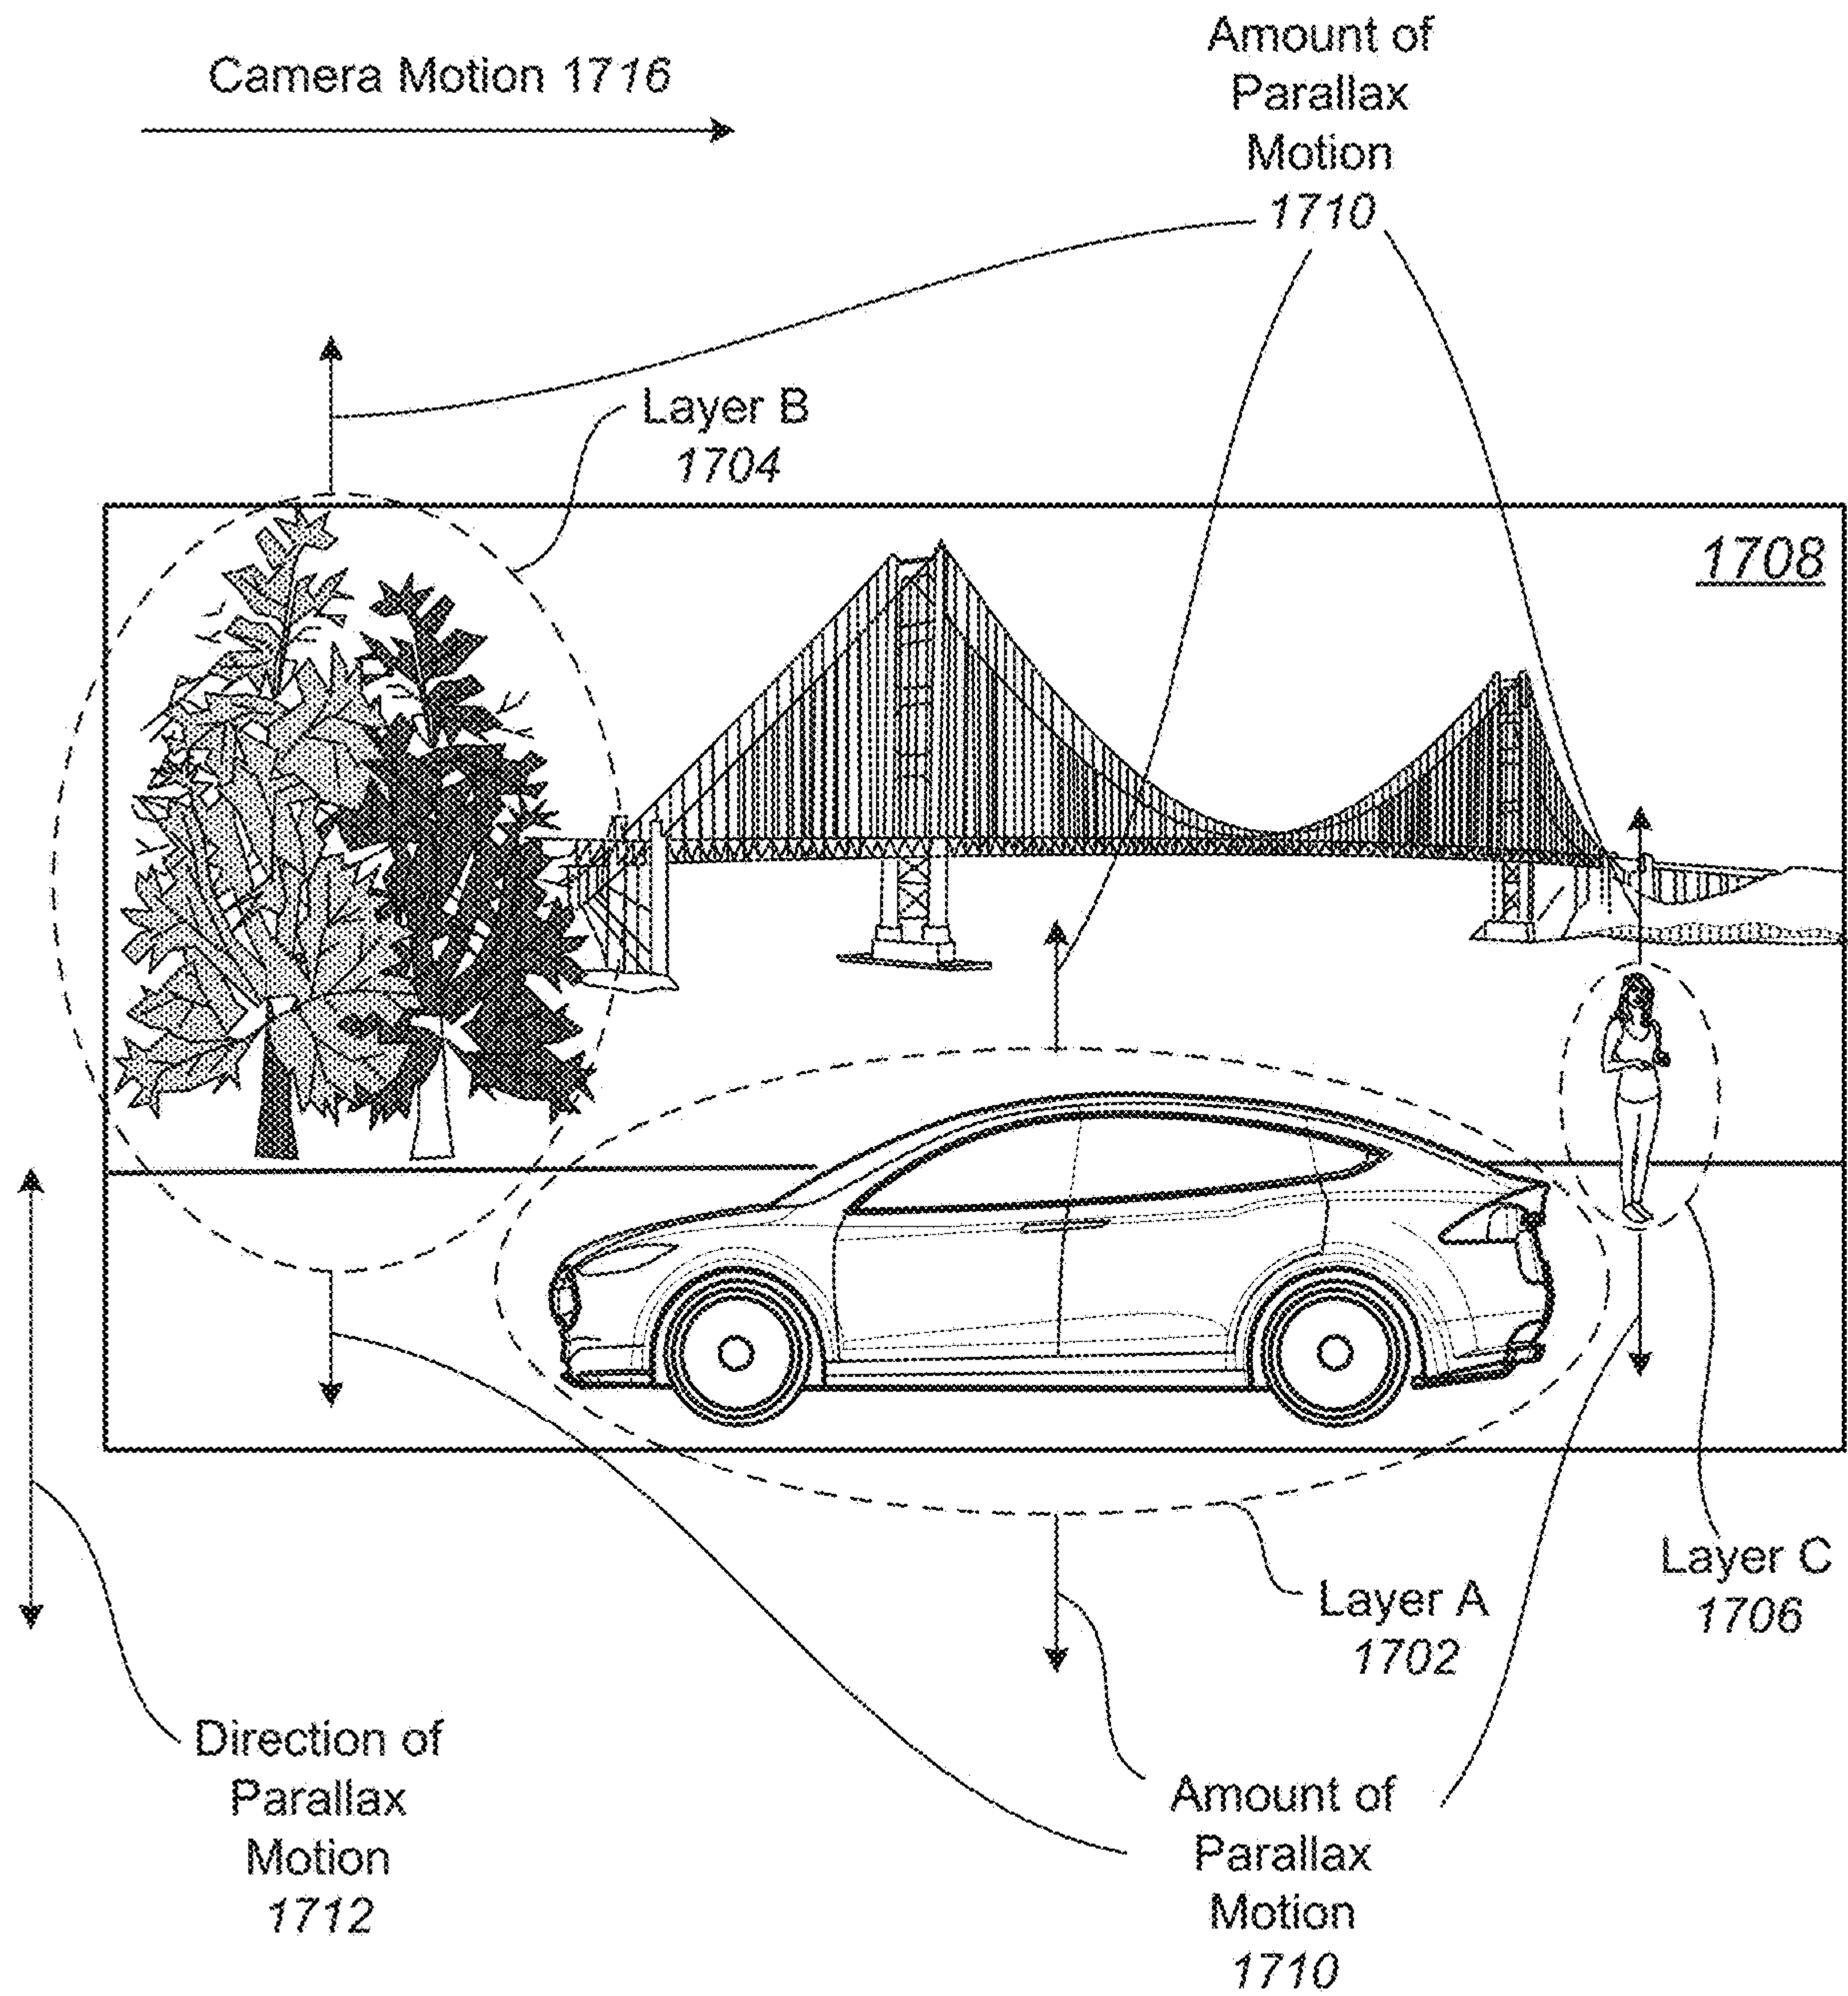 Camera Motion 1716
Amount of
Parallax
Motion
1710
Layer B
1704
1708
Layer C
1706
Layer A
1702
Direction of
Parallax
Motion
1712
Amount of
Parallax
Motion
1710